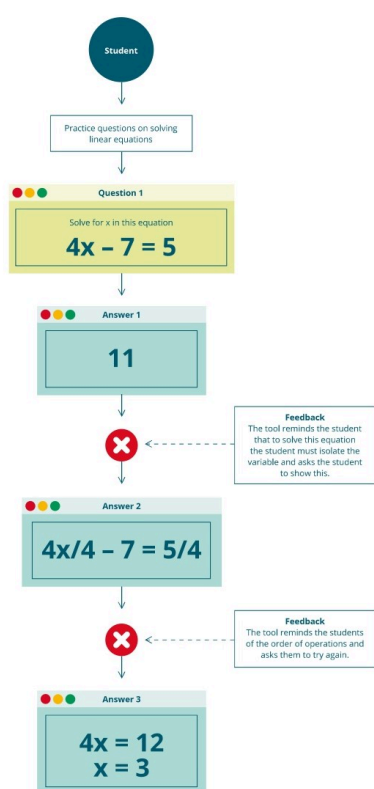 Student
Practice questions on solving
linear equations
Question 1
Solve for x in this equation
4x – 7 = 5
Answer 1
11
Feedback
The tool reminds the student
that to solve this equation
the student must isolate the
variable and asks the student
to show this.
Answer 2
4x/4 – 7 = 5/4
Feedback
The tool reminds the students
of the order of operations and
asks them to try again.
Answer 3
4x = 12
x = 3